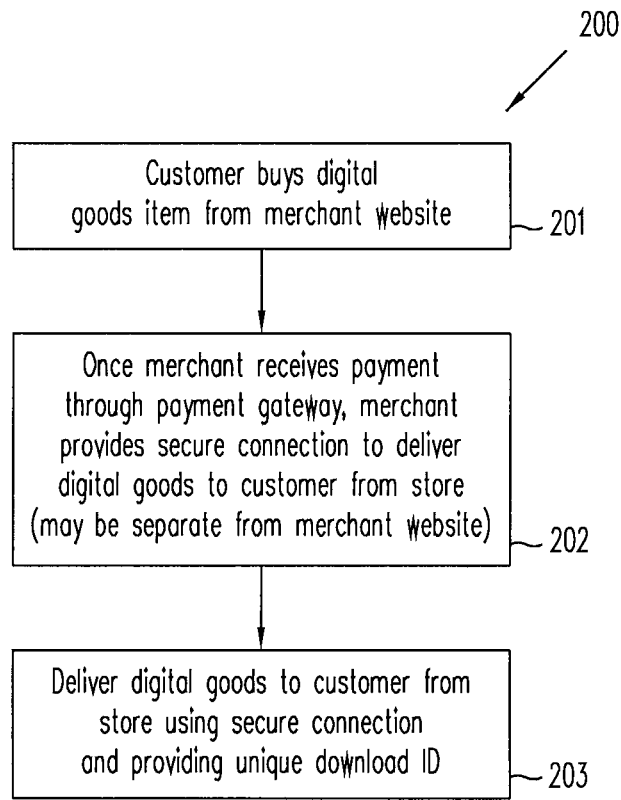 200
Customer buys digital
goods item from merchant website
201
Once merchant receives payment
through payment gateway, merchant
provides secure connection to deliver
digital goods to customer from store
(may be separate from merchant website)
202
Deliver digital goods to customer from
store using secure connection
and providing unique download ID
203